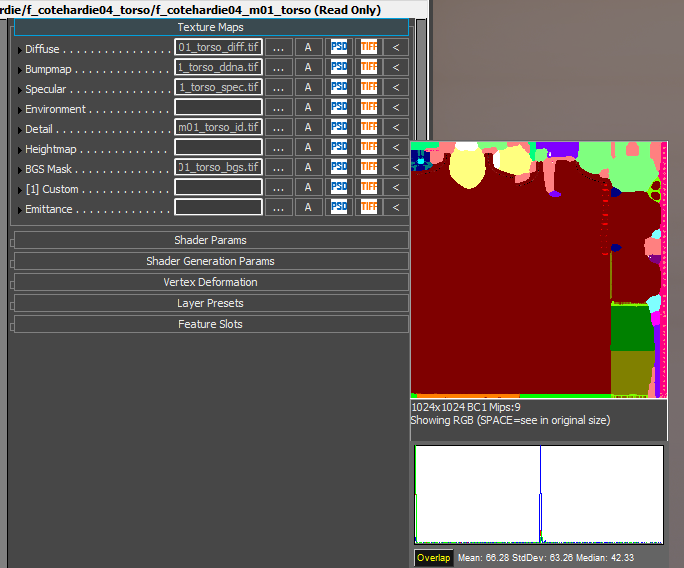 rdie/f_cotehardie04_torso/f_cotehardie04_m01_torso (Read Only)
Texture Maps
Diffuse . . . . . . . . . . . . . . . . 01_torso_diff.tif ... A PSD TIFF <
Bumpmap . . . . . . . . . . . . . 1_torso_ddna.tif ... A PSD TIFF <
Specular . . . . . . . . . . . . . . 1_torso_spec.tif ... A PSD TIFF <
Environment . . . . . . . . . . . ... A PSD TIFF <
Detail . . . . . . . . . . . . . . . . . m01_torso_id.tif ... A PSD TIFF <
Heightmap . . . . . . . . . . . . . ... A PSD TIFF <
BGS Mask . . . . . . . . . . . . . 01_torso_bgs.tif ... A PSD TIFF <
[1] Custom . . . . . . . . . . . . ... A PSD TIFF <
Emittance . . . . . . . . . . . . . ... A PSD TIFF <
Shader Params
Shader Generation Params
Vertex Deformation
Layer Presets
Feature Slots
1024x1024 BC1 Mips:9
Showing RGB (SPACE=see in original size)
Overlap Mean: 66.28 StdDev: 63.26 Median: 42.33